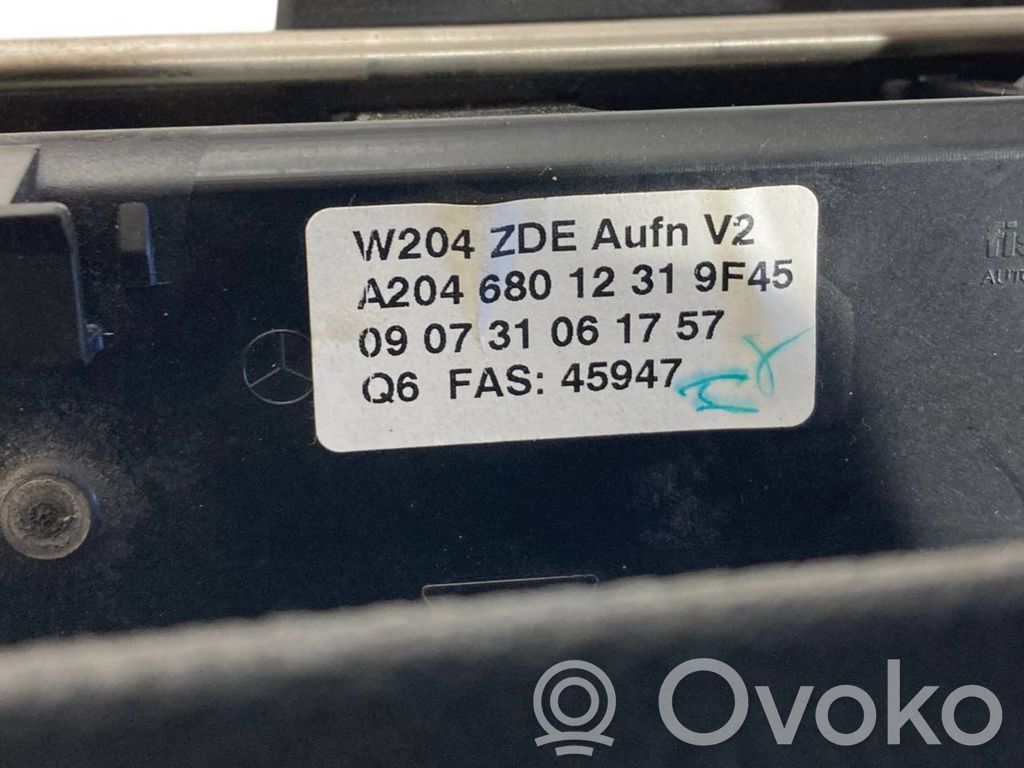 W204 ZDE Aufn V2
A204 680 12 31 9F45
09 07 31 06 17 57
Q6 FAS: 45947
Ovoko